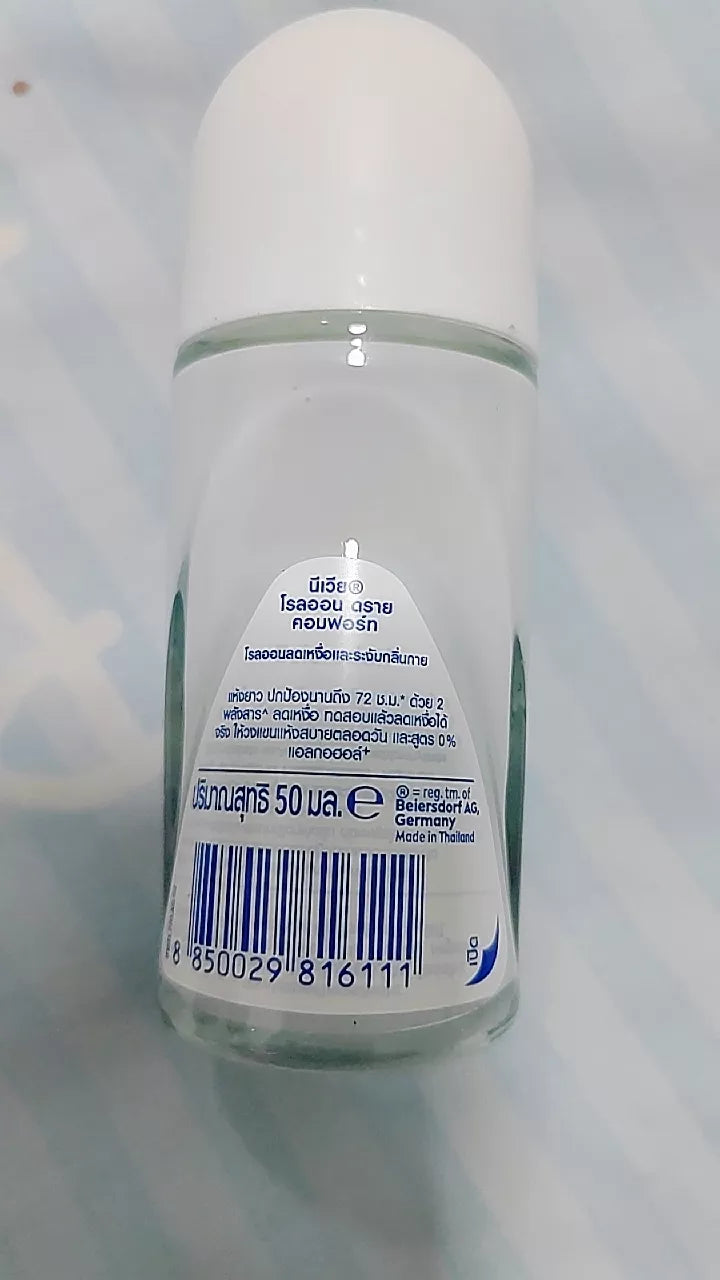 นีเวีย®
โรลออน ดราย
คอมฟอร์ท
โรลออนลดเหงื่อและระงับกลิ่นกาย
แห้งยาว ปกป้องนานถึง 72 ช.ม.* ด้วย 2
พลังสาร^ ลดเหงื่อ ทดสอบแล้วลดเหงื่อได้
จริง ให้วงแขนแห้งสบายตลอดวัน และสูตร 0%
แอลกอฮอล์+
ปริมาณสุทธิ 50 มล. e
® = reg. tm. of
Beiersdorf AG,
Germany
Made in Thailand
8 850029 816111
เปิด